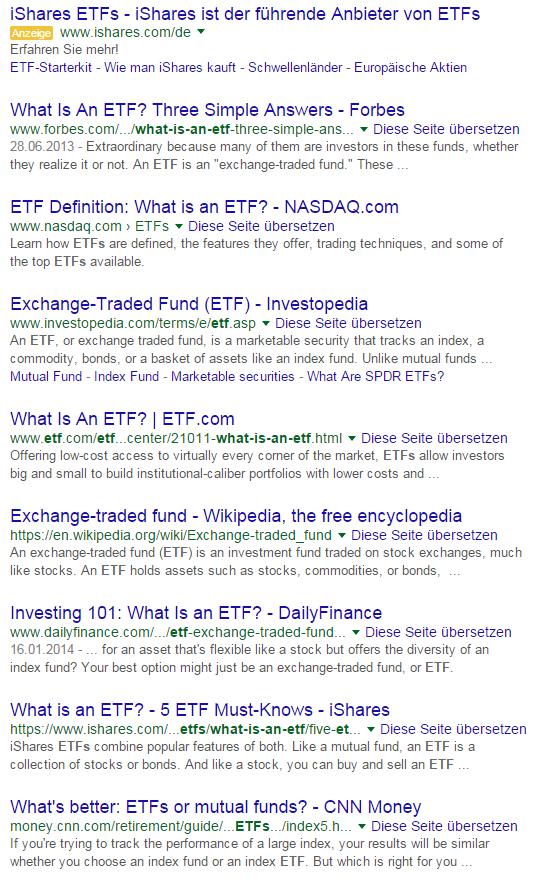 iShares ETFs - iShares ist der führende Anbieter von ETFs
Anzeige www.ishares.com/de
Erfahren Sie mehr!
ETF-Starterkit - Wie man iShares kauft - Schwellenländer - Europäische Aktien
What Is An ETF? Three Simple Answers - Forbes
www.forbes.com/.../what-is-an-etf-three-simple-ans... Diese Seite übersetzen
28.06.2013 - Extraordinary because many of them are investors in these funds, whether
they realize it or not. An ETF is an "exchange-traded fund." These ...
ETF Definition: What is an ETF? - NASDAQ.com
www.nasdaq.com › ETFs Diese Seite übersetzen
Learn how ETFs are defined, the features they offer, trading techniques, and some of
the top ETFs available.
Exchange-Traded Fund (ETF) - Investopedia
www.investopedia.com/terms/e/etf.asp Diese Seite übersetzen
An ETF, or exchange traded fund, is a marketable security that tracks an index, a
commodity, bonds, or a basket of assets like an index fund. Unlike mutual funds ...
Mutual Fund - Index Fund - Marketable securities - What Are SPDR ETFs?
What Is An ETF? | ETF.com
www.etf.com/etf...center/21011-what-is-an-etf.html Diese Seite übersetzen
Offering low-cost access to virtually every corner of the market, ETFs allow investors
big and small to build institutional-caliber portfolios with lower costs and ...
Exchange-traded fund - Wikipedia, the free encyclopedia
https://en.wikipedia.org/wiki/Exchange-traded_fund Diese Seite übersetzen
An exchange-traded fund (ETF) is an investment fund traded on stock exchanges, much
like stocks. An ETF holds assets such as stocks, commodities, or bonds, ...
Investing 101: What Is an ETF? - DailyFinance
www.dailyfinance.com/.../etf-exchange-traded-fund... Diese Seite übersetzen
16.01.2014 - ... for an asset that's flexible like a stock but offers the diversity of an
index fund? Your best option might just be an exchange-traded fund, or ETF.
What is an ETF? - 5 ETF Must-Knows - iShares
https://www.ishares.com/...etfs/what-is-an-etf/five-et... Diese Seite übersetzen
iShares ETFs combine popular features of both. Like a mutual fund, an ETF is a
collection of stocks or bonds. And like a stock, you can buy and sell an ETF ...
What's better: ETFs or mutual funds? - CNN Money
money.cnn.com/retirement/guide/...ETFs.../index5.h... Diese Seite übersetzen
If you're trying to track the performance of a large index, your results will be similar
whether you choose an index fund or an index ETF. But which is right for you ...